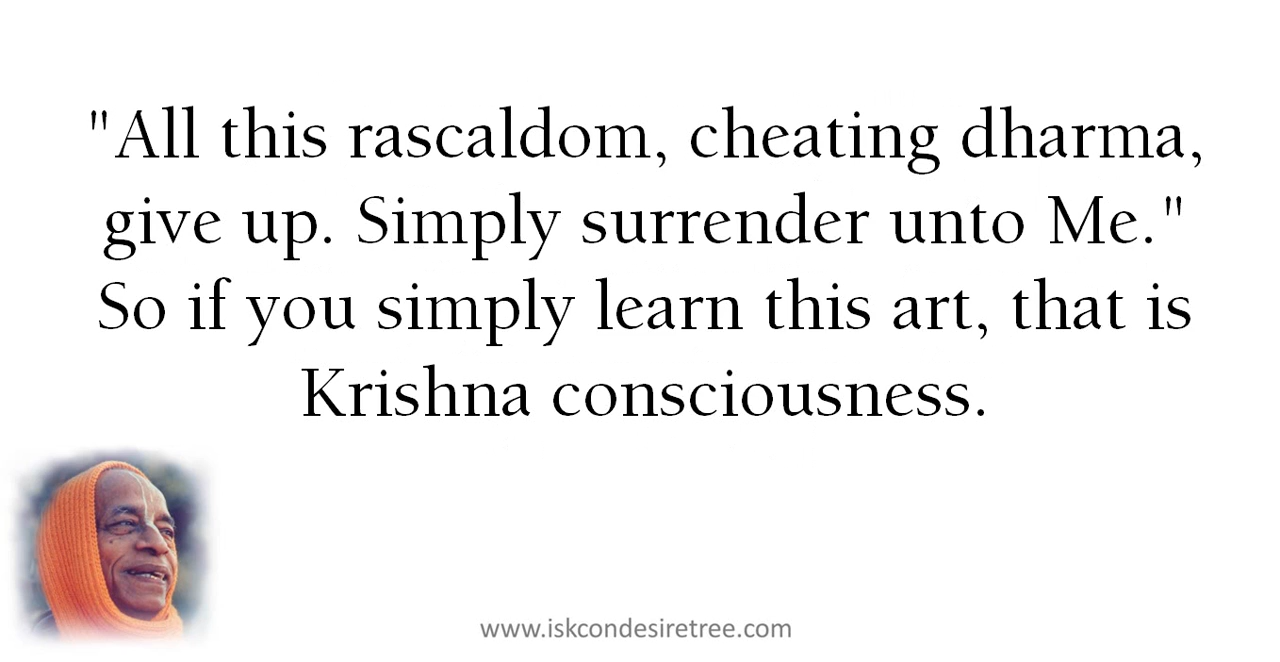 "All this rascaldom, cheating dharma,
give up. Simply surrender unto Me."
So if you simply learn this art, that is
Krishna consciousness.
www.iskcondesiretree.com